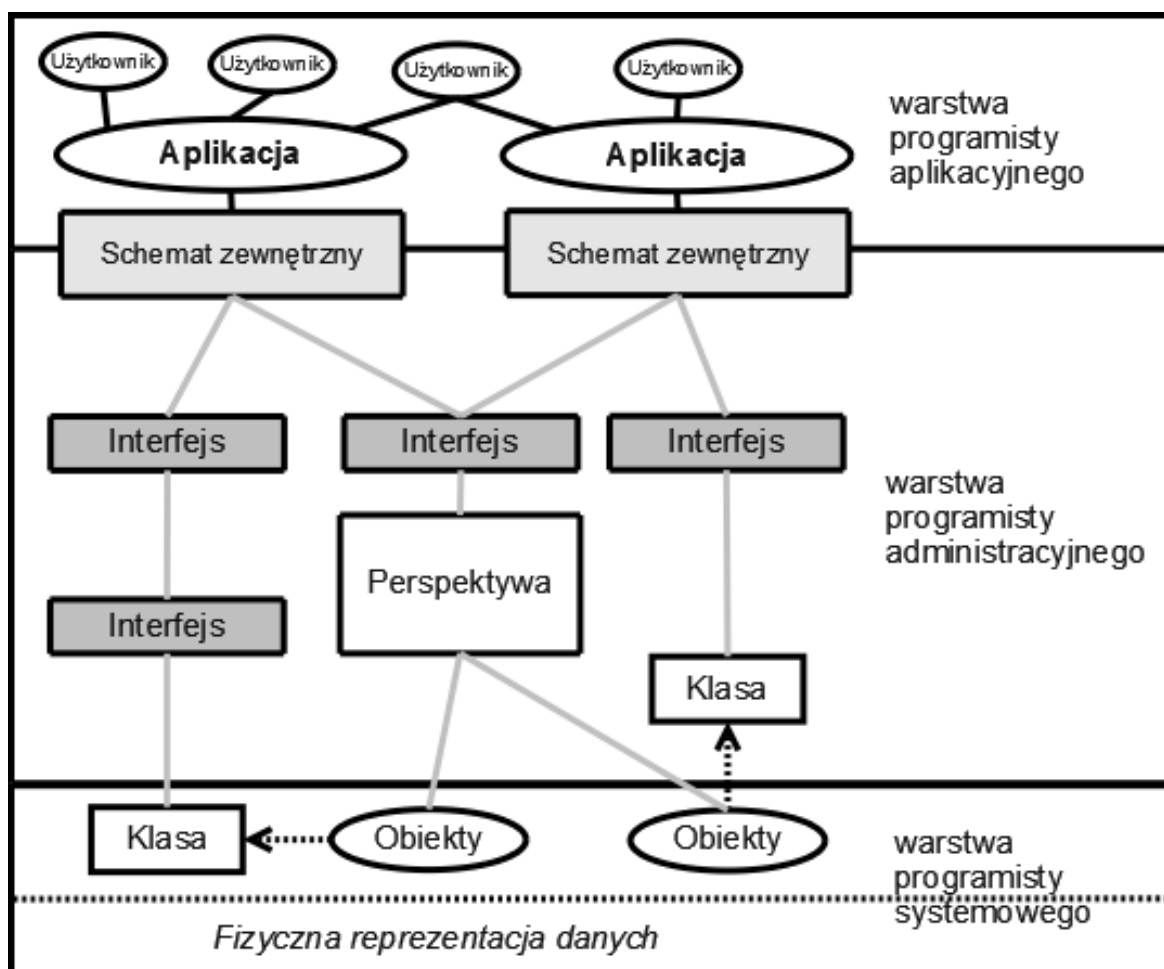 Użytkownik
Użytkownik
Użytkownik
Użytkownik
Aplikacja
Aplikacja
warstwa
programisty
aplikacyjnego
Schemat zewnętrzny
Schemat zewnętrzny
Interfejs
Interfejs
Interfejs
warstwa
programisty
administracyjnego
Perspektywa
Interfejs
Klasa
Klasa
Obiekty
Obiekty
warstwa
programisty
systemowego
Fizyczna reprezentacja danych